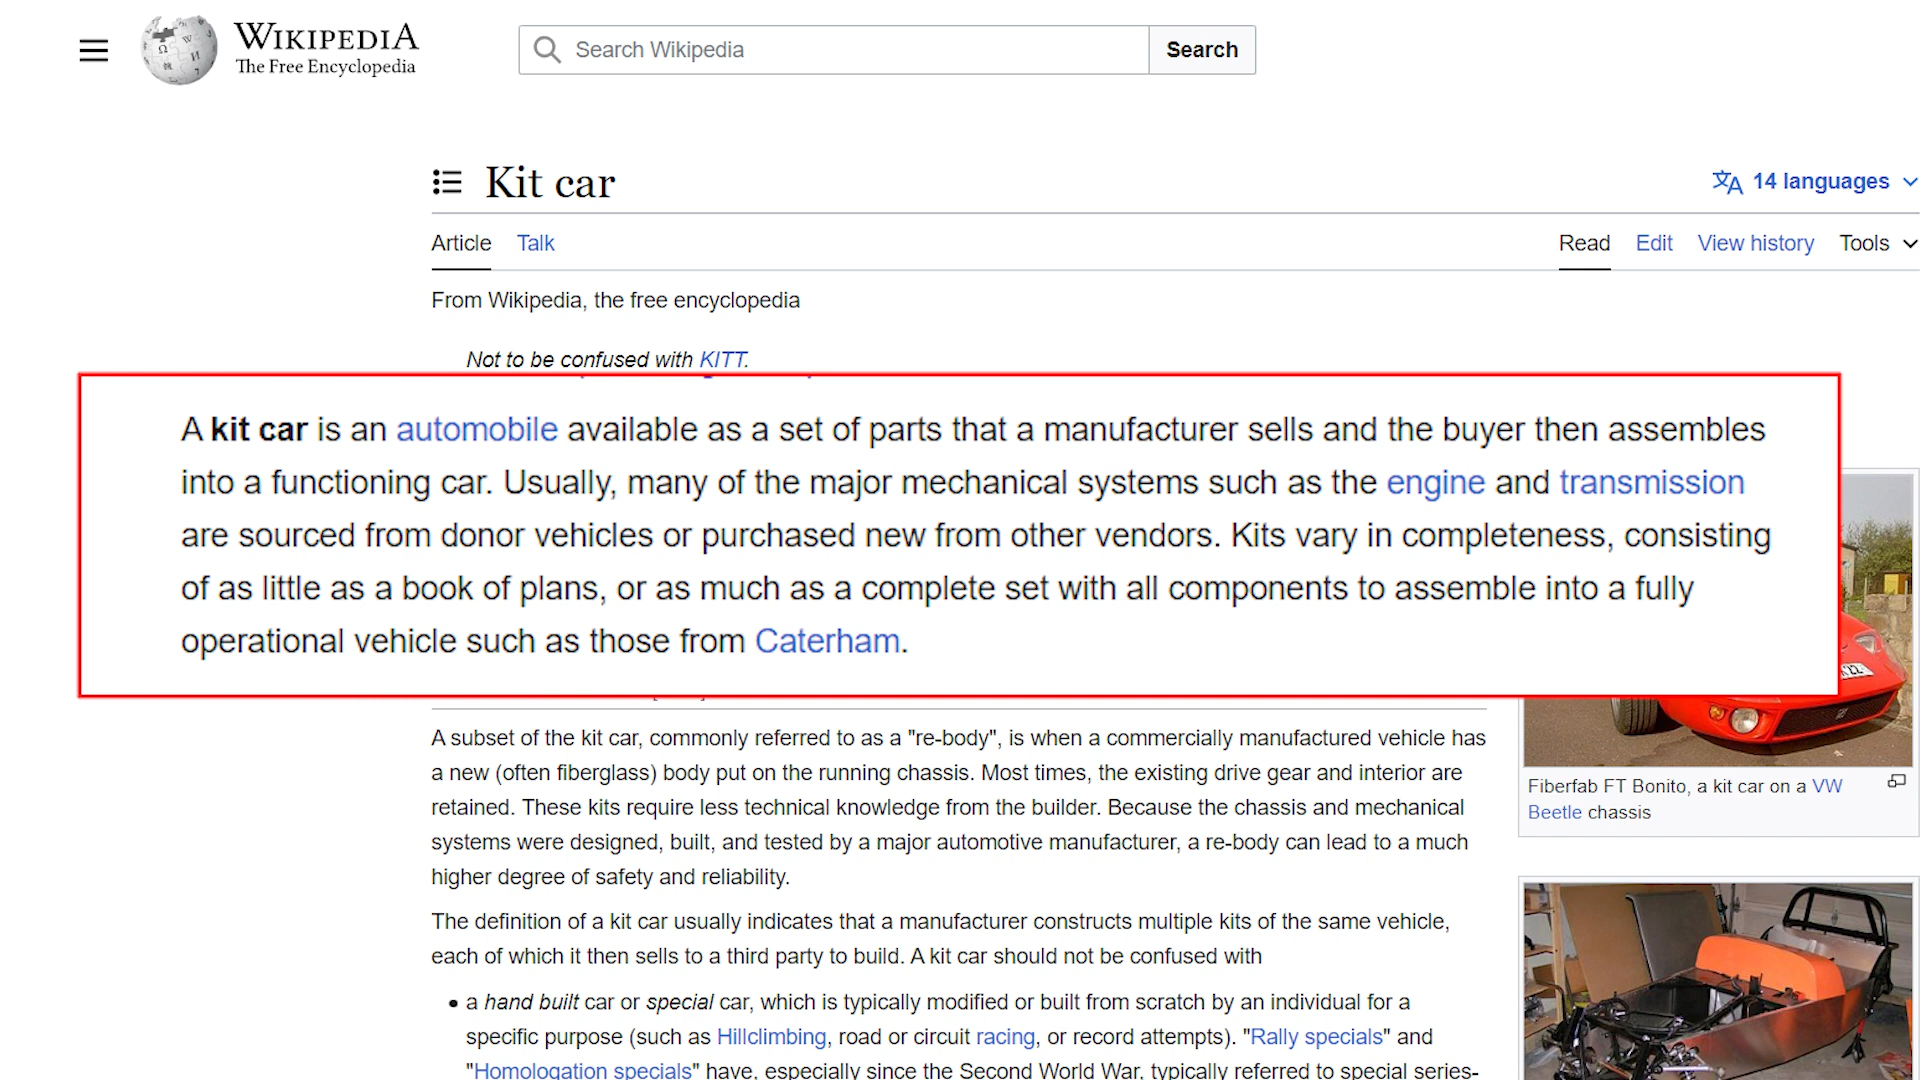 WIKIPEDIA
The Free Encyclopedia
Search Wikipedia
Search
Kit car
14 languages
Article Talk
Read Edit View history Tools
From Wikipedia, the free encyclopedia
Not to be confused with KITT.
A kit car is an automobile available as a set of parts that a manufacturer sells and the buyer then assembles
into a functioning car. Usually, many of the major mechanical systems such as the engine and transmission
are sourced from donor vehicles or purchased new from other vendors. Kits vary in completeness, consisting
of as little as a book of plans, or as much as a complete set with all components to assemble into a fully
operational vehicle such as those from Caterham.
A subset of the kit car, commonly referred to as a "re-body", is when a commercially manufactured vehicle has
a new (often fiberglass) body put on the running chassis. Most times, the existing drive gear and interior are
retained. These kits require less technical knowledge from the builder. Because the chassis and mechanical
systems were designed, built, and tested by a major automotive manufacturer, a re-body can lead to a much
higher degree of safety and reliability.
The definition of a kit car usually indicates that a manufacturer constructs multiple kits of the same vehicle,
each of which it then sells to a third party to build. A kit car should not be confused with
• a hand built car or special car, which is typically modified or built from scratch by an individual for a
specific purpose (such as Hillclimbing, road or circuit racing, or record attempts). "Rally specials" and
"Homologation specials" have, especially since the Second World War, typically referred to special series-
Fiberfab FT Bonito, a kit car on a VW
Beetle chassis